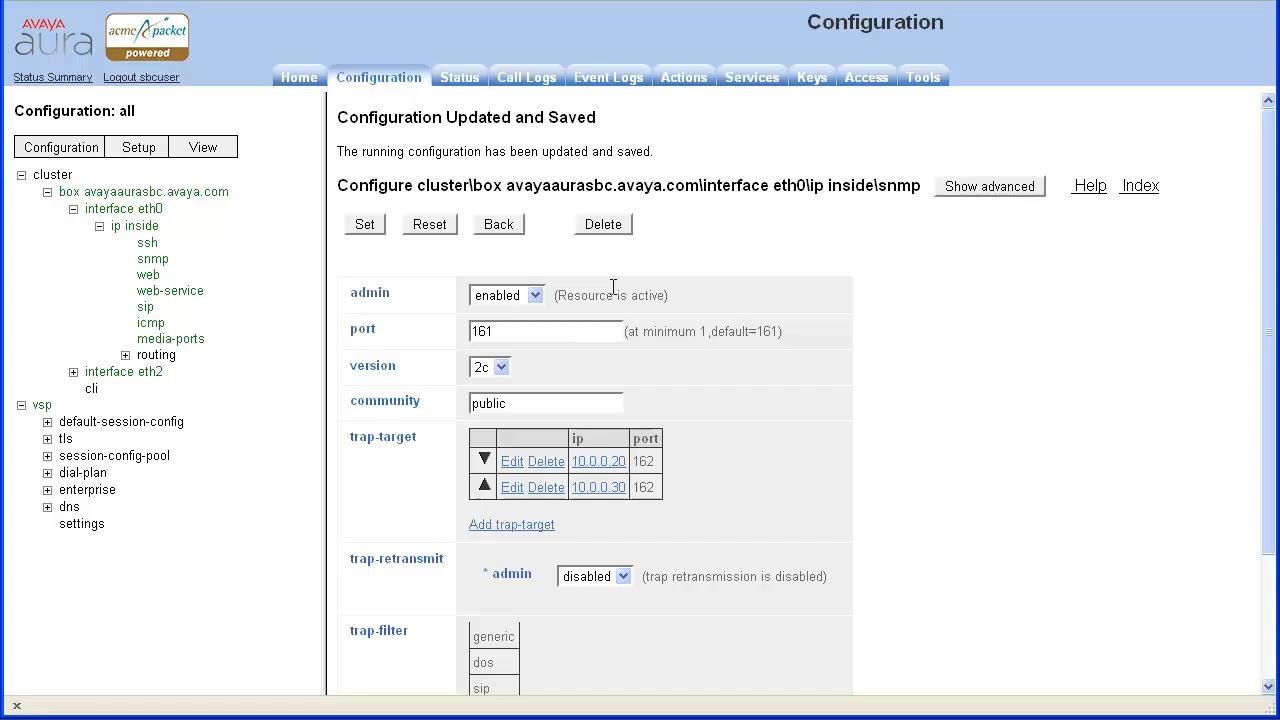 AVAYA
aura
acme packet
powered
Configuration
Status Summary Logout sbcuser
Home Configuration Status Call Logs Event Logs Actions Services Keys Access Tools
Configuration: all
Configuration Setup View
cluster
box avayaaurasbc.avaya.com
interface eth0
ip inside
ssh
snmp
web
web-service
sip
icmp
media-ports
routing
interface eth2
cli
vsp
default-session-config
tls
session-config-pool
dial-plan
enterprise
dns
settings
Configuration Updated and Saved
The running configuration has been updated and saved.
Configure cluster\box avayaaurasbc.avaya.com\interface eth0\ip inside\snmp Show advanced Help Index
Set Reset Back Delete
admin enabled (Resource is active)
port 161 (at minimum 1,default=161)
version 2c
community public
trap-target ip port
Edit Delete 10.0.0.20 162
Edit Delete 10.0.0.30 162
Add trap-target
trap-retransmit * admin disabled (trap retransmission is disabled)
trap-filter generic
dos
sip